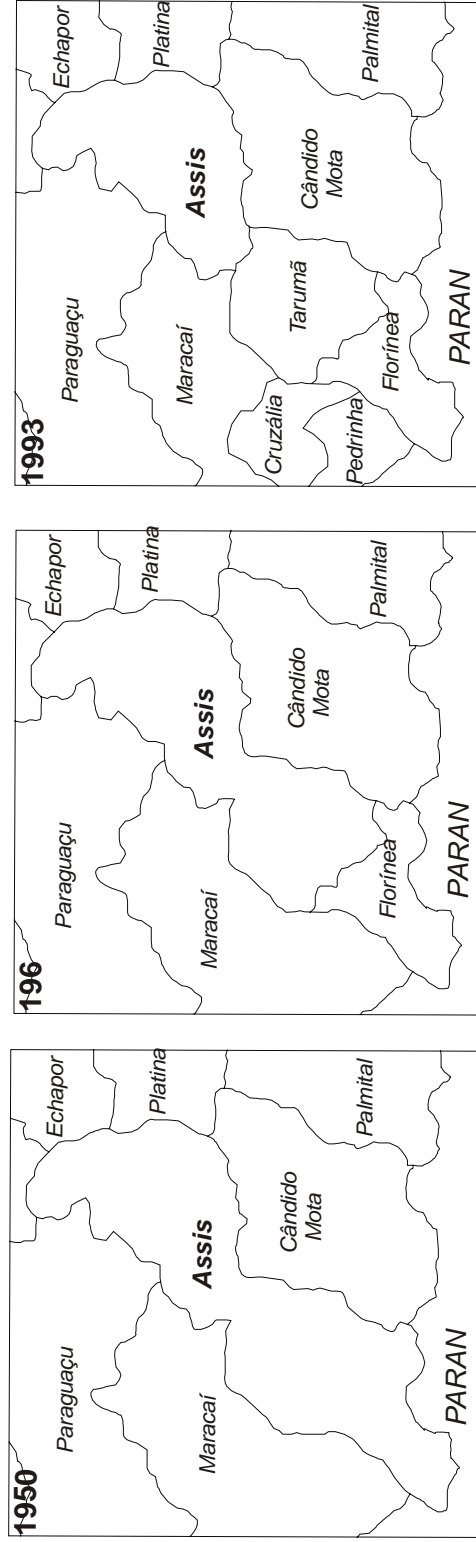 1950
Echapor
Paraguaçu
Platina
Assis
Maracaí
Cândido
Mota
Palmital
PARAN
196
Echapor
Paraguaçu
Platina
Assis
Maracaí
Cândido
Mota
Palmital
Florínea
PARAN
1993
Echapor
Paraguaçu
Platina
Assis
Maracaí
Cândido
Mota
Tarumã
Cruzália
Palmital
Pedrinha
Florínea
PARAN